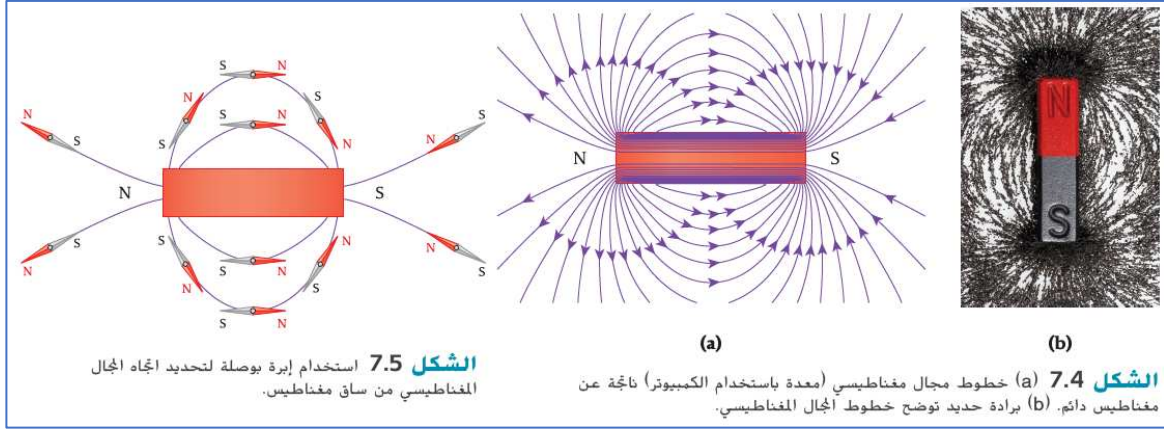 S N S N
N S N S
S N
N S S N
N S
N S
S N N S
N S S N
S N
N S
(a)
N
S
(b)
الشكل 7.4 (a) خطوط مجال مغناطيسي (معدة باستخدام الكمبيوتر) ناتجة عن
مغناطيس دائم. (b) برادة حديد توضح خطوط المجال المغناطيسي.
الشكل 7.5 استخدام إبرة بوصلة لتحديد اتجاه المجال
المغناطيسي من ساق مغناطيس.